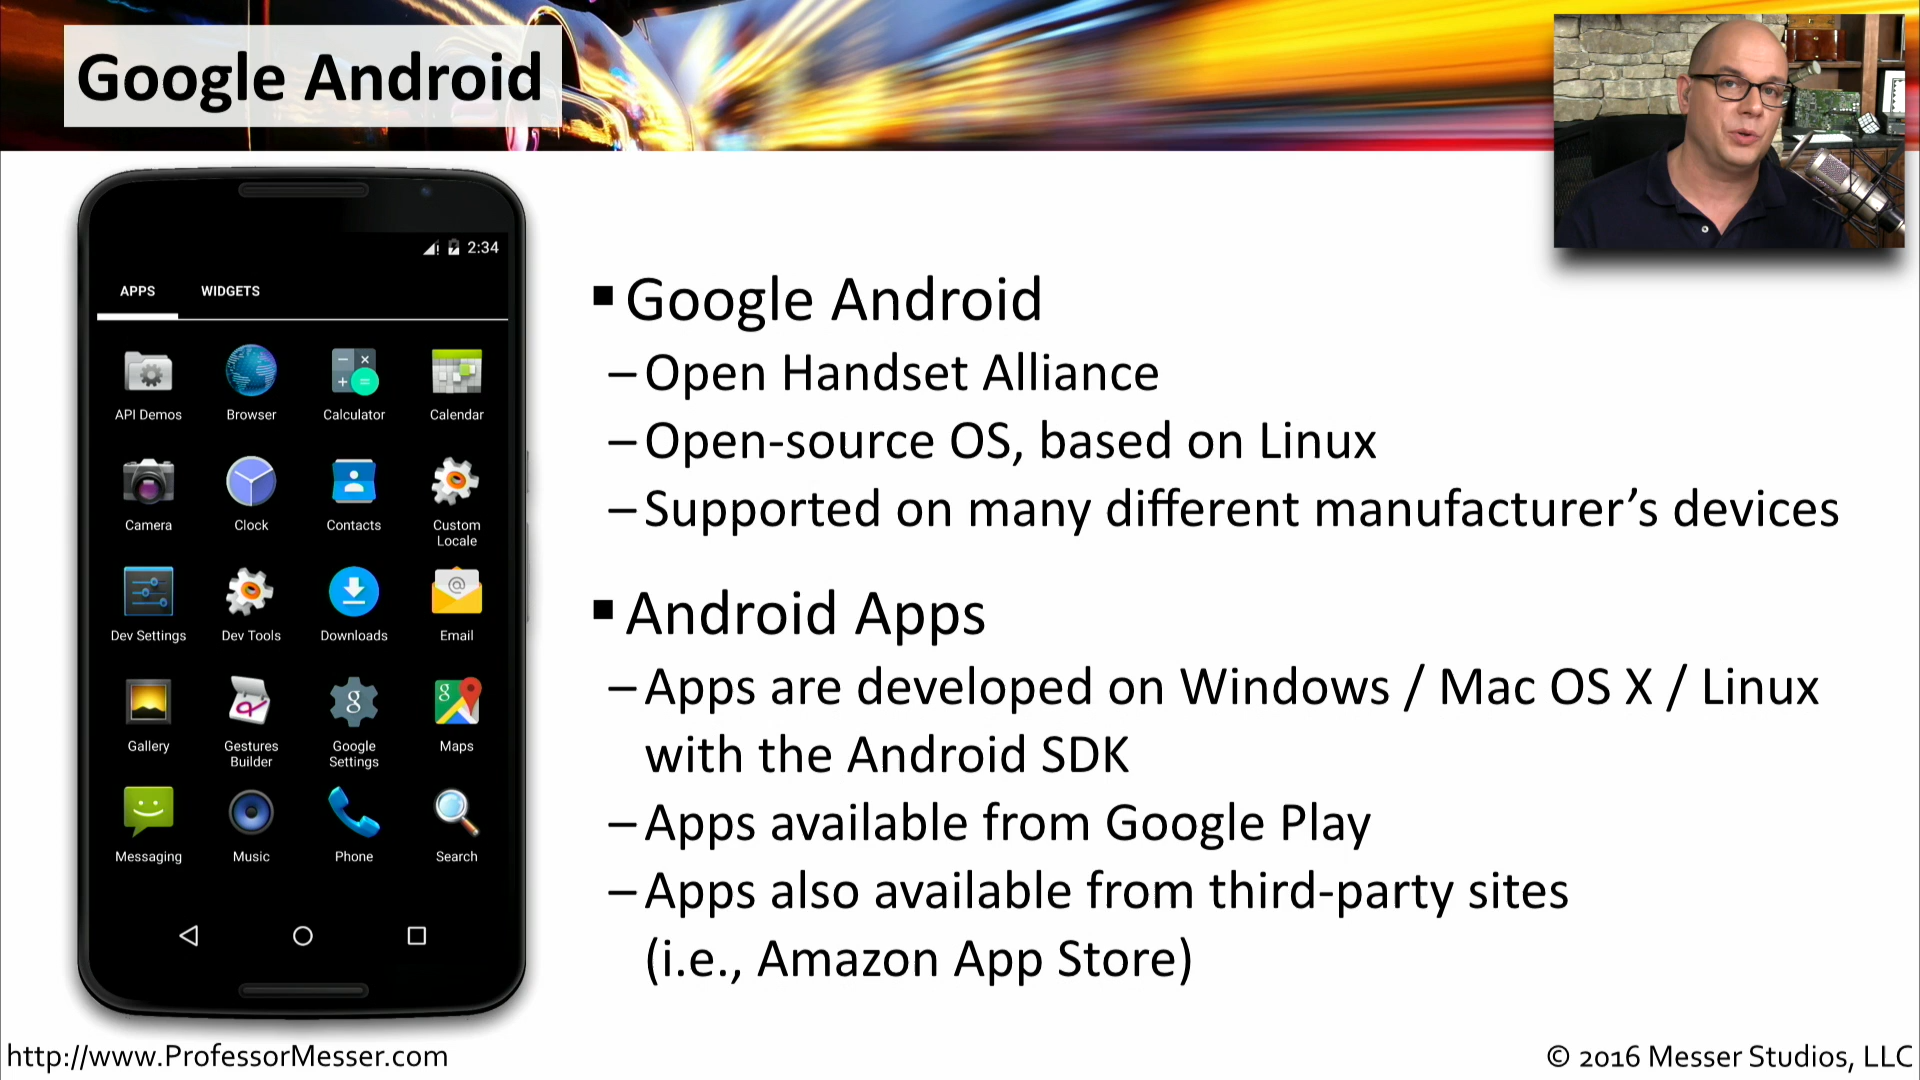 Google Android
2:34
APPS WIDGETS
API Demos Browser Calculator Calendar
Camera Clock Contacts Custom
Locale
Dev Settings Dev Tools Downloads Email
Gallery Gestures Google Maps
Builder Settings
Messaging Music Phone Search
▪ Google Android
– Open Handset Alliance
– Open-source OS, based on Linux
– Supported on many different manufacturer’s devices
▪ Android Apps
– Apps are developed on Windows / Mac OS X / Linux
with the Android SDK
– Apps available from Google Play
– Apps also available from third-party sites
(i.e., Amazon App Store)
http://www.ProfessorMesser.com
© 2016 Messer Studios, LLC